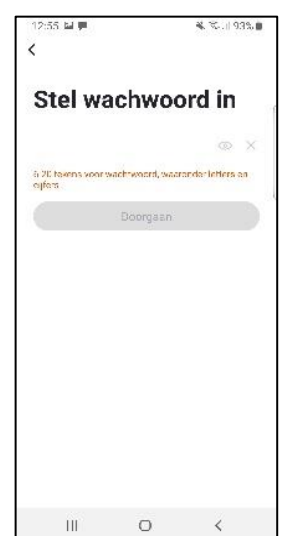 12:55 93%
Stel wachwoord in
6-20 tekens voor wachtwoord, waaronder letters en
cijfers
Doorgaan